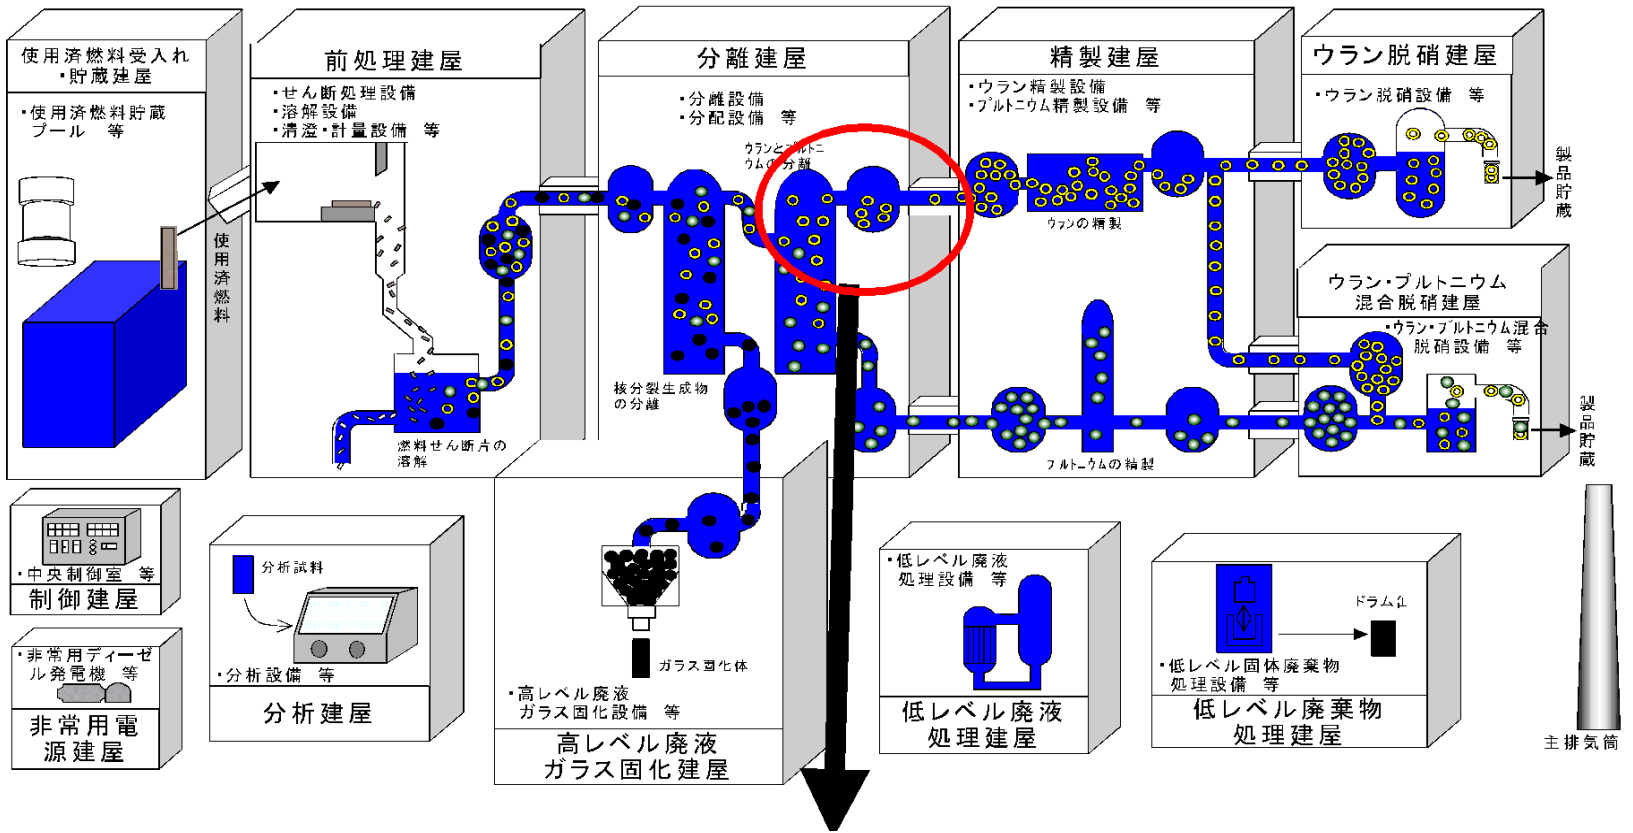 使用済燃料受入れ
・貯蔵建屋
・使用済燃料貯蔵
プール 等
使用済燃料
前処理建屋
・せん断処理設備
・溶解設備
・清澄・計量設備 等
燃料せん断片の
溶解
分離建屋
・分離設備
・分配設備 等
ウランとプルトニ
ウムの分離
核分裂生成物
の分離
精製建屋
・ウラン精製設備
・プルトニウム精製設備 等
ウランの精製
プルトニウムの精製
ウラン脱硝建屋
・ウラン脱硝設備 等
製品貯蔵
ウラン・プルトニウム
混合脱硝建屋
・ウラン・プルトニウム混合
脱硝設備 等
製品貯蔵
・中央制御室 等
制御建屋
・非常用ディーゼ
ル発電機 等
非常用電
源建屋
分析試料
・分析設備 等
分析建屋
ガラス固化体
・高レベル廃液
ガラス固化設備 等
高レベル廃液
ガラス固化建屋
・低レベル廃液
処理設備 等
低レベル廃液
処理建屋
ドラム缶
・低レベル固体廃棄物
処理設備 等
低レベル廃棄物
処理建屋
主排気筒